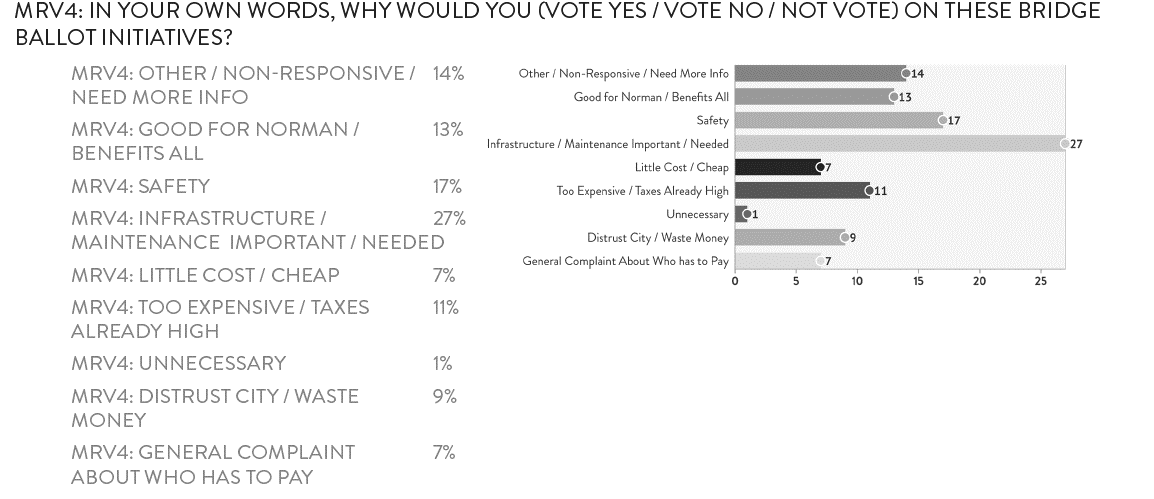 MRV4: IN YOUR OWN WORDS, WHY WOULD YOU (VOTE YES / VOTE NO / NOT VOTE) ON THESE BRIDGE
BALLOT INITIATIVES?
MRV4: OTHER / NON-RESPONSIVE / 14%
NEED MORE INFO
MRV4: GOOD FOR NORMAN / 13%
BENEFITS ALL
MRV4: SAFETY 17%
MRV4: INFRASTRUCTURE / 27%
MAINTENANCE IMPORTANT / NEEDED
MRV4: LITTLE COST / CHEAP 7%
MRV4: TOO EXPENSIVE / TAXES 11%
ALREADY HIGH
MRV4: UNNECESSARY 1%
MRV4: DISTRUST CITY / WASTE 9%
MONEY
MRV4: GENERAL COMPLAINT 7%
ABOUT WHO HAS TO PAY
Other / Non-Responsive / Need More Info 14
Good for Norman / Benefits All 13
Safety 17
Infrastructure / Maintenance Important / Needed 27
Little Cost / Cheap 7
Too Expensive / Taxes Already High 11
Unnecessary 1
Distrust City / Waste Money 9
General Complaint About Who has to Pay 7
0 5 10 15 20 25